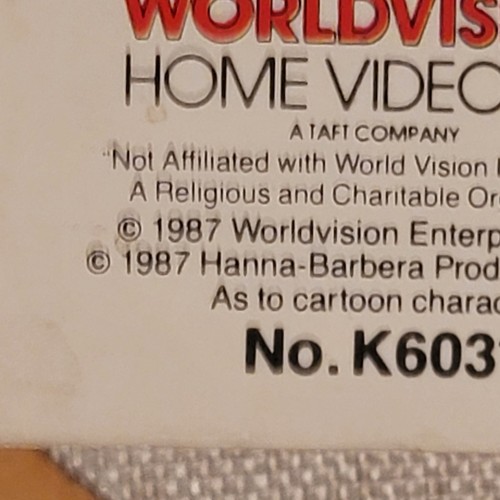 WORLDVIS
HOME VIDEO
A TAFT COMPANY
"Not Affiliated with World Vision
A Religious and Charitable Or
© 1987 Worldvision Enterp
© 1987 Hanna-Barbera Prod
As to cartoon charac
No. K603